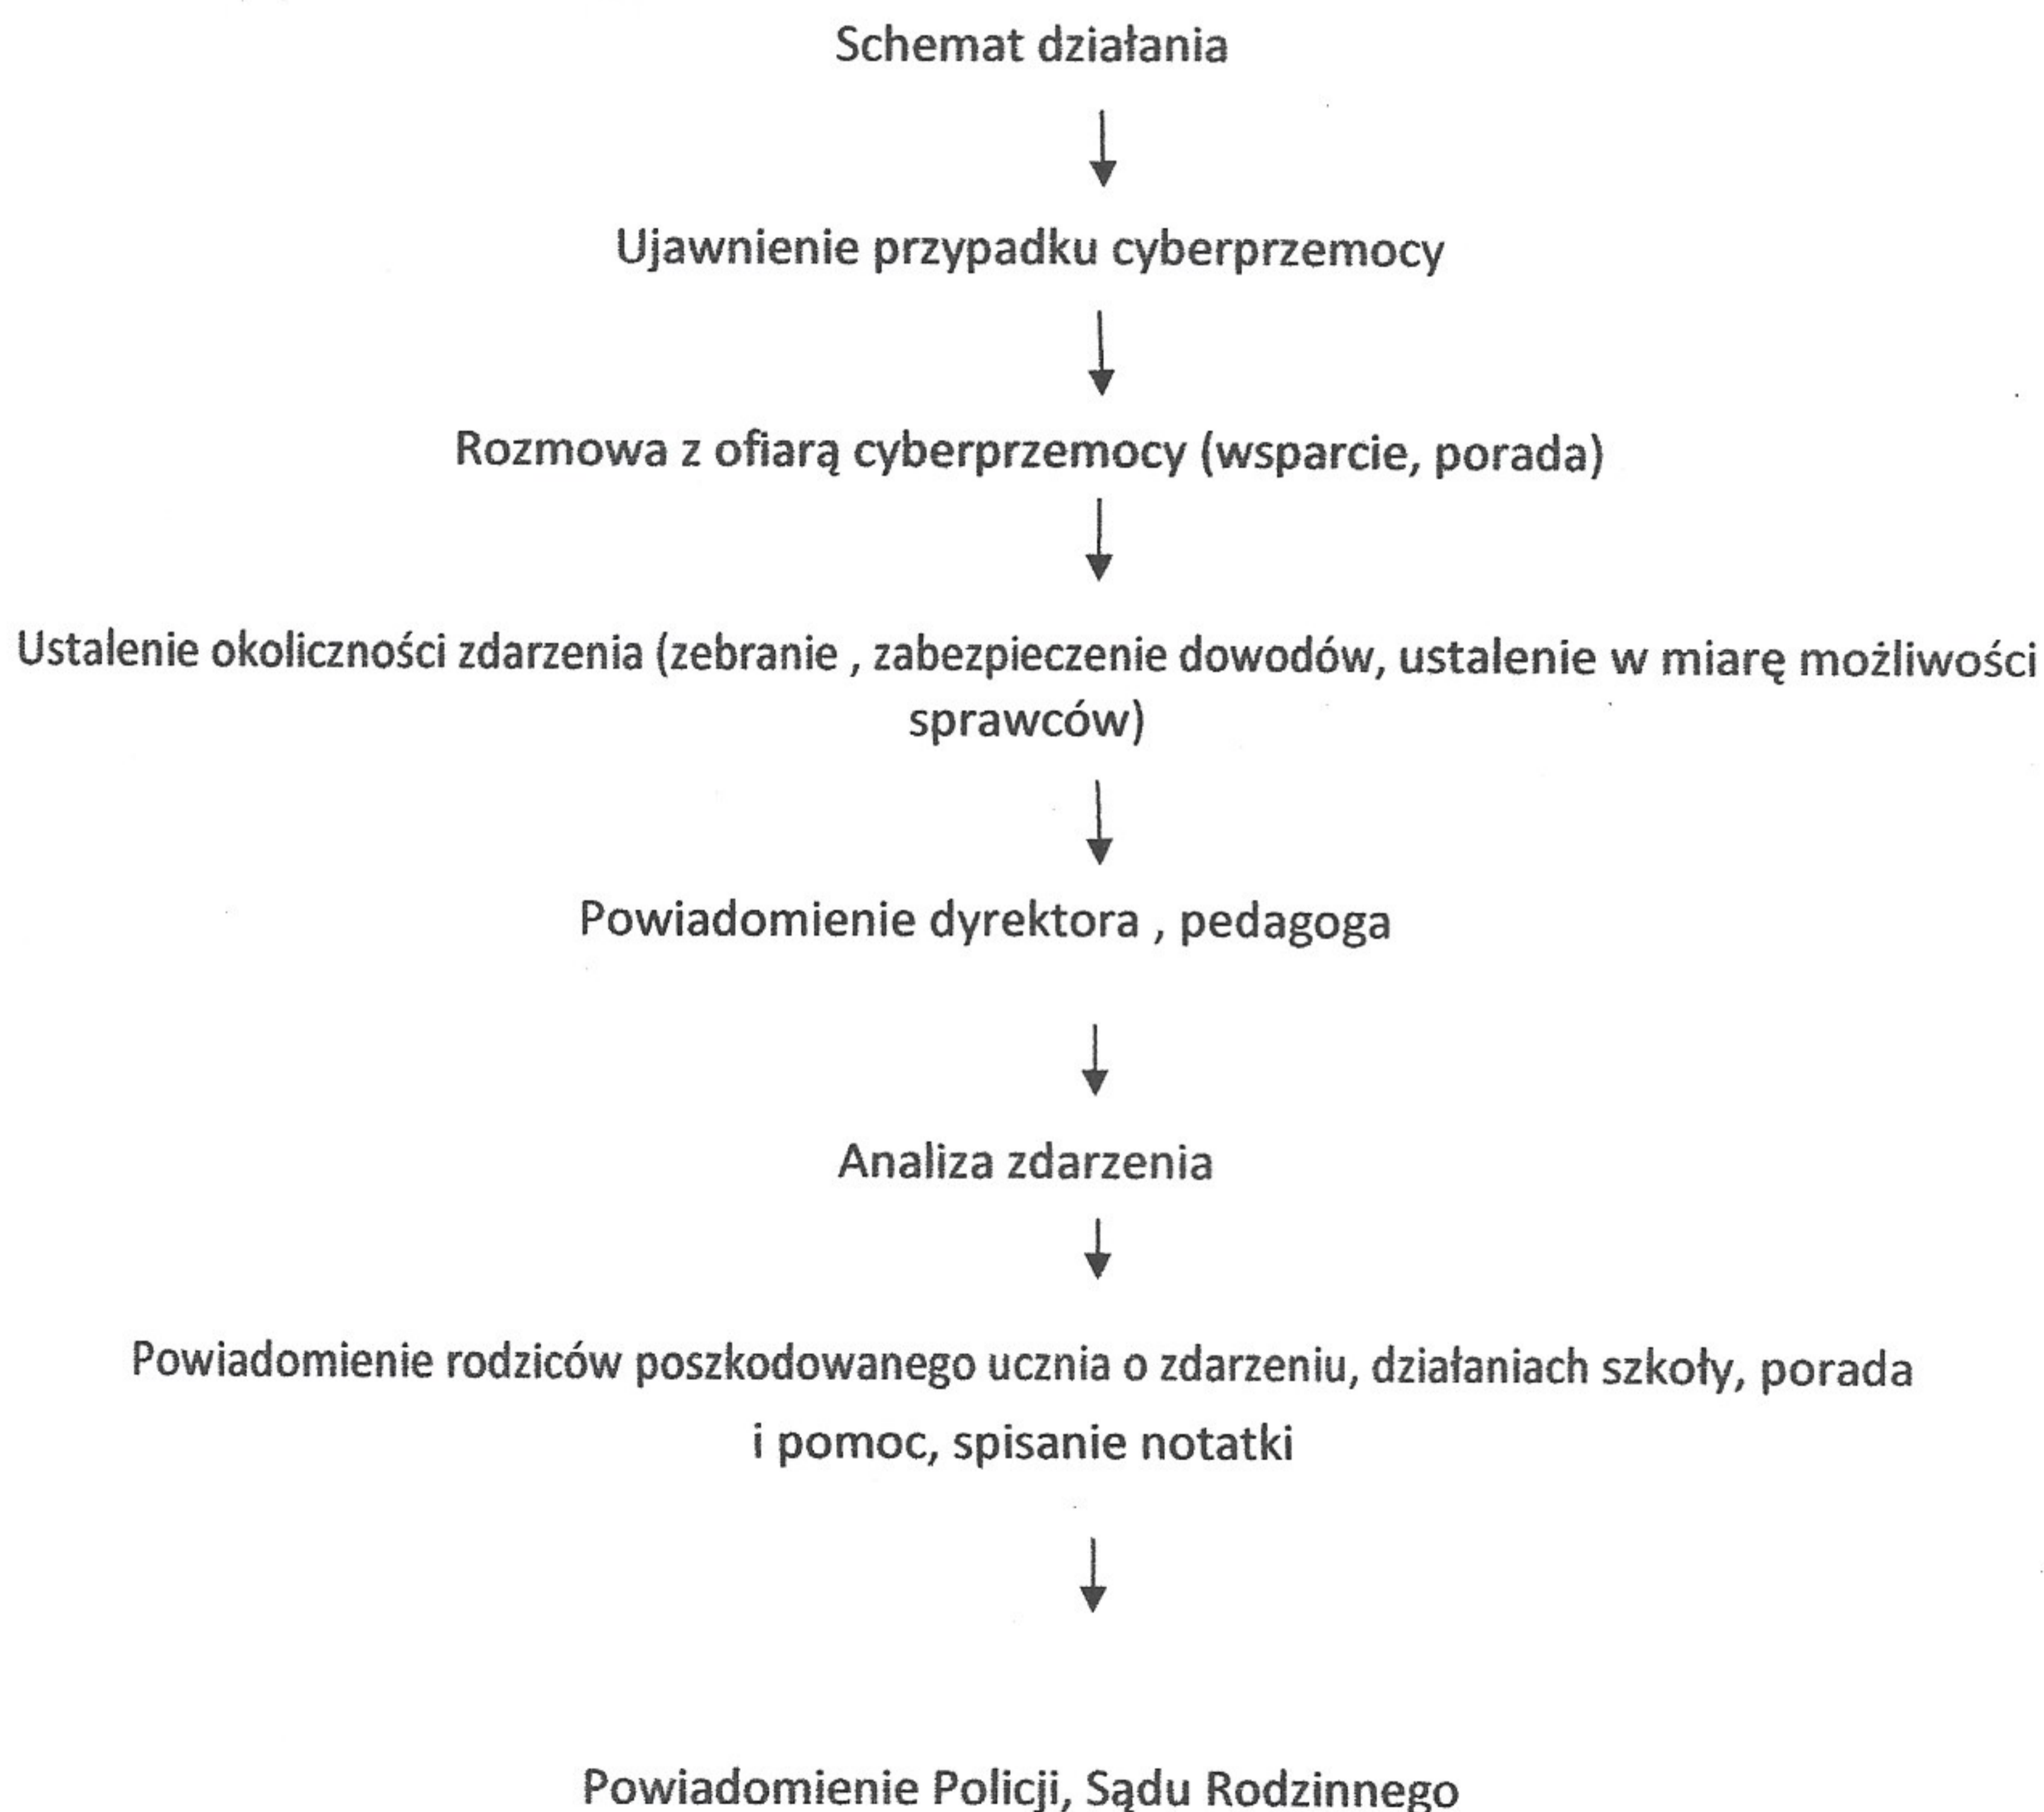 Schemat działania
Ujawnienie przypadku cyberprzemocy
Rozmowa z ofiarą cyberprzemocy (wsparcie, porada)
Ustalenie okoliczności zdarzenia (zebranie , zabezpieczenie dowodów, ustalenie w miarę możliwości
sprawców)
Powiadomienie dyrektora , pedagoga
Analiza zdarzenia
Powiadomienie rodziców poszkodowanego ucznia o zdarzeniu, działaniach szkoły, porada
i pomoc, spisanie notatki
Powiadomienie Policji, Sądu Rodzinnego